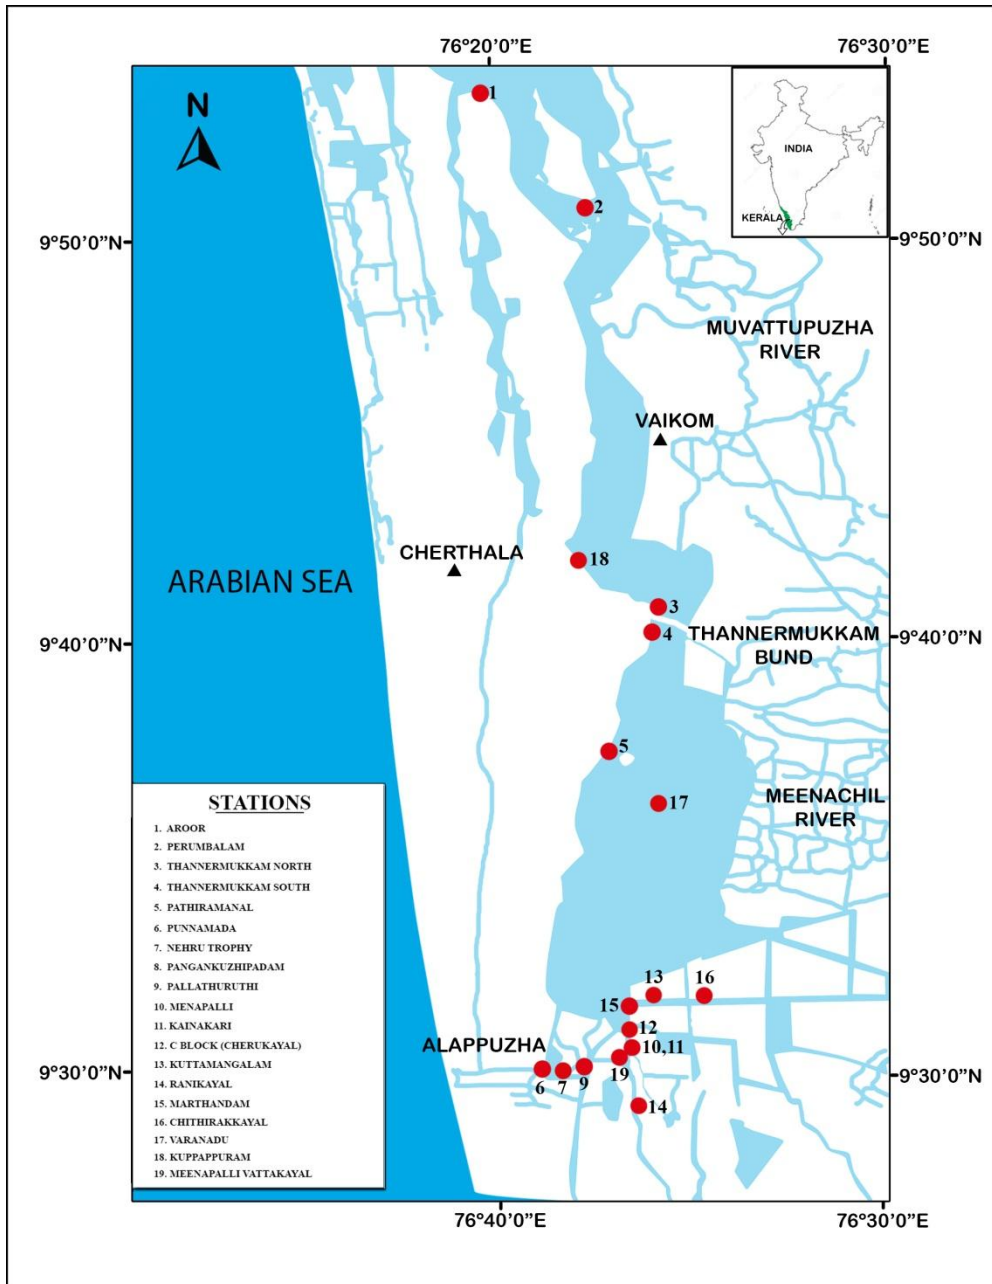 76°20'0"E 76°30'0"E
N
1
INDIA
KERALA
2
9°50'0"N 9°50'0"N
MUVATTUPUZHA
RIVER
VAIKOM
CHERTHALA
18
ARABIAN SEA
3
THANNERMUKKAM
BUND
4
9°40'0"N 9°40'0"N
5
17
MEENACHIL
RIVER
STATIONS
1. AROOR
2. PERUMBALAM
3. THANNERMUKKAM NORTH
4. THANNERMUKKAM SOUTH
5. PATHIRAMANAL
6. PUNNAMADA
7. NEHRU TROPHY
8. PANGANKUZHIPADAM
9. PALLATHURUTHI
10. MENAPALLI
11. KAINAKARI
12. C BLOCK (CHERUKAYAL)
13. KUTTAMANGALAM
14. RANIKAYAL
15. MARTHANDAM
16. CHITHIRAKKAYAL
17. VARANADU
18. KUPPAPPURAM
19. MEENAPALLI VATTAKAYAL
13 16
15
12
ALAPPUZHA
10,11
19
6 7 9
9°30'0"N 9°30'0"N
14
76°40'0"E 76°30'0"E